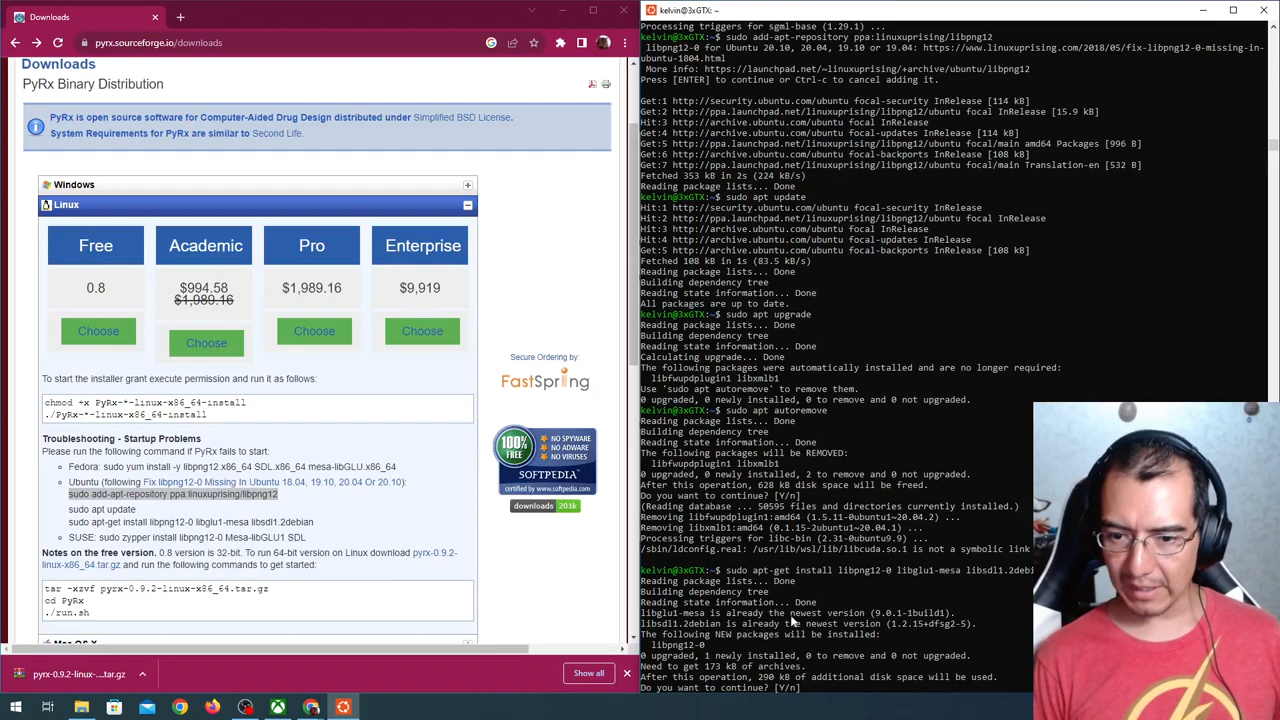 Downloads
pyrx.sourceforge.io/downloads
Downloads
PyRx Binary Distribution
PyRx is open source software for Computer-Aided Drug Design distributed under Simplified BSD License.
System Requirements for PyRx are similar to Second Life.
Windows
Linux
Free Academic Pro Enterprise
0.8 $994.58 $1,989.16 $9,919
$1,989.16
Choose Choose Choose Choose
To start the installer grant execute permission and run it as follows:
chmod +x PyRx-*-linux-x86_64-install
./PyRx-*-linux-x86_64-install
Troubleshooting - Startup Problems
Please run the following command if PyRx fails to start:
Fedora: sudo yum install -y libpng12.x86_64 SDL.x86_64 mesa-libGLU.x86_64
Ubuntu (following Fix libpng12-0 Missing In Ubuntu 18.04, 19.10, 20.04 Or 20.10):
sudo add-apt-repository ppa:linuxuprising/libpng12
sudo apt update
sudo apt-get install libpng12-0 libglu1-mesa libsdl1.2debian
SUSE: sudo zypper install libpng12-0 Mesa-libGLU1 SDL
Notes on the free version. 0.8 version is 32-bit. To run 64-bit version on Linux download pyrx-0.9.2-
linux-x86_64.tar.gz and run the following commands to get started:
tar -xzvf pyrx-0.9.2-linux-x86_64.tar.gz
cd PyRx
./run.sh
Mac OS X
Secure Ordering by:
FastSpring
100%
FREE
NO SPYWARE
NO ADWARE
NO VIRUSES
SOFTPEDIA
certified by www.softpedia.com
downloads 201k
pyrx-0.9.2-linux-....tar.gz
Show all
kelvin@3xGTX: ~
Processing triggers for sgml-base (1.29.1) ...
kelvin@3xGTX:~$ sudo add-apt-repository ppa:linuxuprising/libpng12
libpng12-0 for Ubuntu 20.10, 20.04, 19.10 or 19.04: https://www.linuxuprising.com/2018/05/fix-libpng12-0-missing-in-
ubuntu-1804.html
More info: https://launchpad.net/~linuxuprising/+archive/ubuntu/libpng12
Press [ENTER] to continue or Ctrl-c to cancel adding it.
Get:1 http://security.ubuntu.com/ubuntu focal-security InRelease [114 kB]
Get:2 http://ppa.launchpad.net/linuxuprising/libpng12/ubuntu focal InRelease [15.9 kB]
Hit:3 http://archive.ubuntu.com/ubuntu focal InRelease
Get:4 http://archive.ubuntu.com/ubuntu focal-updates InRelease [114 kB]
Get:5 http://ppa.launchpad.net/linuxuprising/libpng12/ubuntu focal/main amd64 Packages [996 B]
Get:6 http://archive.ubuntu.com/ubuntu focal-backports InRelease [108 kB]
Get:7 http://ppa.launchpad.net/linuxuprising/libpng12/ubuntu focal/main Translation-en [532 B]
Fetched 353 kB in 2s (224 kB/s)
Reading package lists... Done
kelvin@3xGTX:~$ sudo apt update
Hit:1 http://security.ubuntu.com/ubuntu focal-security InRelease
Hit:2 http://ppa.launchpad.net/linuxuprising/libpng12/ubuntu focal InRelease
Hit:3 http://archive.ubuntu.com/ubuntu focal InRelease
Hit:4 http://archive.ubuntu.com/ubuntu focal-updates InRelease
Get:5 http://archive.ubuntu.com/ubuntu focal-backports InRelease [108 kB]
Fetched 108 kB in 1s (83.5 kB/s)
Reading package lists... Done
Building dependency tree
Reading state information... Done
All packages are up to date.
kelvin@3xGTX:~$ sudo apt upgrade
Reading package lists... Done
Building dependency tree
Reading state information... Done
Calculating upgrade... Done
The following packages were automatically installed and are no longer required:
libfwupdplugin1 libxmlb1
Use 'sudo apt autoremove' to remove them.
0 upgraded, 0 newly installed, 0 to remove and 0 not upgraded.
kelvin@3xGTX:~$ sudo apt autoremove
Reading package lists... Done
Building dependency tree
Reading state information... Done
The following packages will be REMOVED:
libfwupdplugin1 libxmlb1
0 upgraded, 0 newly installed, 2 to remove and 0 not upgraded.
After this operation, 628 kB disk space will be freed.
Do you want to continue? [Y/n]
(Reading database ... 50595 files and directories currently installed.)
Removing libfwupdplugin1:amd64 (1.5.11-0ubuntu1~20.04.2) ...
Removing libxmlb1:amd64 (0.1.15-2ubuntu1~20.04.1) ...
Processing triggers for libc-bin (2.31-0ubuntu9.9) ...
/sbin/ldconfig.real: /usr/lib/wsl/lib/libcuda.so.1 is not a symbolic link
kelvin@3xGTX:~$ sudo apt-get install libpng12-0 libglu1-mesa libsdl1.2debi
Reading package lists... Done
Building dependency tree
Reading state information... Done
libglu1-mesa is already the newest version (9.0.1-1build1).
libsdl1.2debian is already the newest version (1.2.15+dfsg2-5).
The following NEW packages will be installed:
libpng12-0
0 upgraded, 1 newly installed, 0 to remove and 0 not upgraded.
Need to get 173 kB of archives.
After this operation, 290 kB of additional disk space will be used.
Do you want to continue? [Y/n]